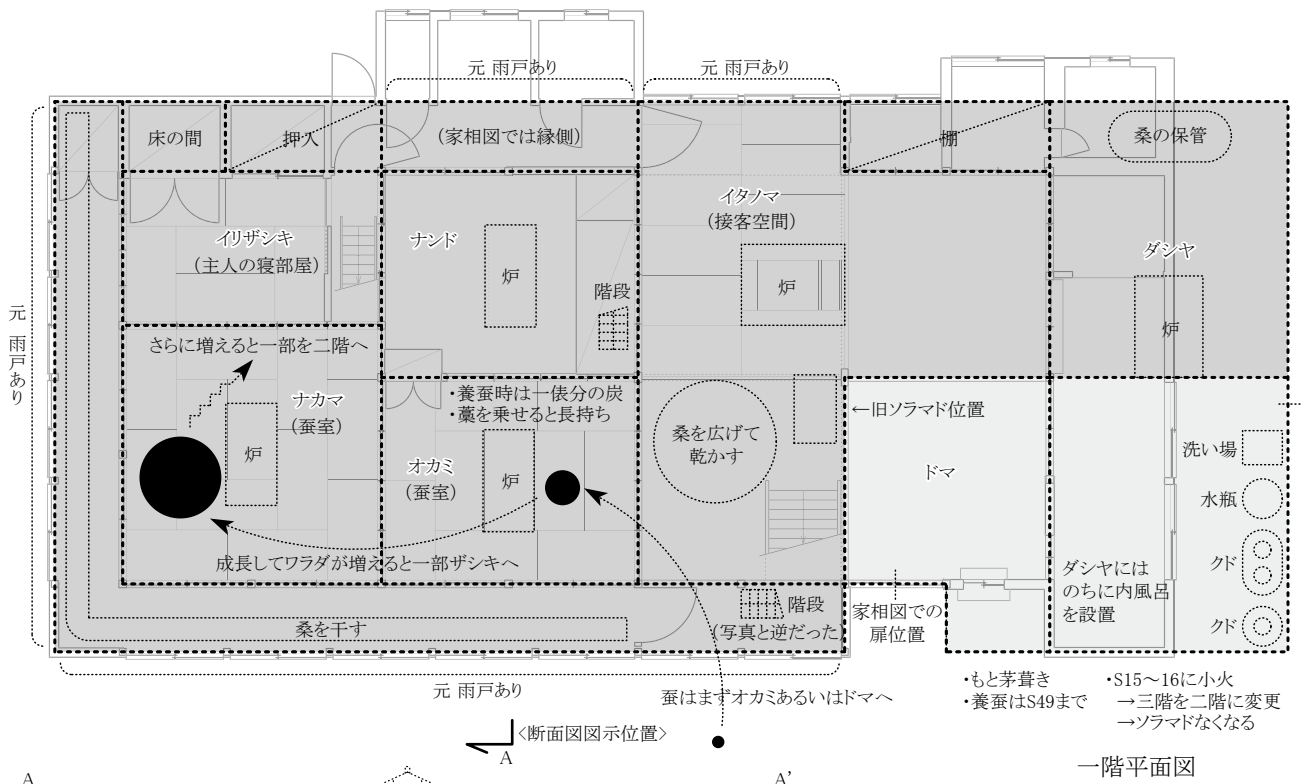 元 雨戸あり
元 雨戸あり
床の間
押入
(家相図では縁側)
棚
桑の保管
イリザシキ
(主人の寝部屋)
ナンド
炉
階段
イタノマ
(接客空間)
炉
ダシヤ
炉
元 雨戸あり
さらに増えると一部を二階へ
ナカマ
(蚕室)
炉
・養蚕時は一俵分の炭
・藁を乗せると長持ち
オカミ
(蚕室)
炉
桑を広げて
乾かす
←旧ソラマド位置
ドマ
洗い場
水瓶
クド
クド
成長してワラダが増えると一部ザシキへ
ダシヤには
のちに内風呂
を設置
桑を干す
階段
(写真と逆だった)
家相図での
扉位置
元 雨戸あり
蚕はまずオカミあるいはドマへ
・もと茅葺き
・養蚕はS49まで
・S15～16に小火
→三階を二階に変更
→ソラマドなくなる
<断面図図示位置>
A
一階平面図
A
A'